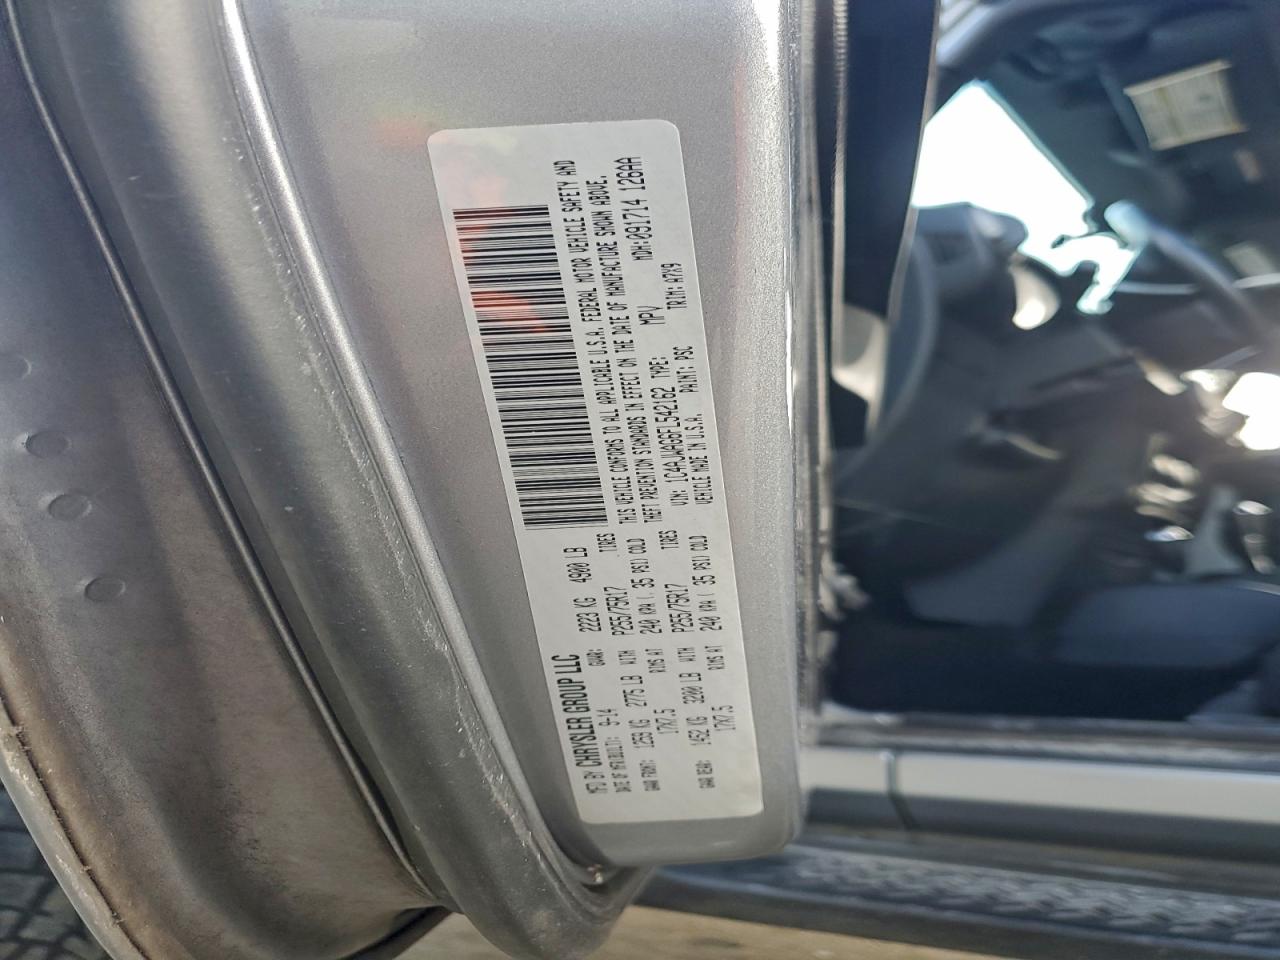 MFD BY CHRYSLER GROUP LLC
DATE OF MFR(BUILT): 9-14 GVWR: 2223 KG 4900 LB
GAWR FRONT: 1259 KG 2775 LB WITH P255/75R17 TIRES
17X7.5 RIMS AT 240 KPA ( 35 PSI) COLD
GAWR REAR: 1452 KG 3200 LB WITH P255/75R17 TIRES
17X7.5 RIMS AT 240 KPA ( 35 PSI) COLD
THIS VEHICLE CONFORMS TO ALL APPLICABLE U.S.A. FEDERAL MOTOR VEHICLE SAFETY AND
THEFT PREVENTION STANDARDS IN EFFECT ON THE DATE OF MANUFACTURE SHOWN ABOVE.
VIN: 1C4AJWAG6FL542162 TYPE: MPV MDH:091714 126AA
VEHICLE MADE IN U.S.A. PAINT: PSC TRIM: A7X9